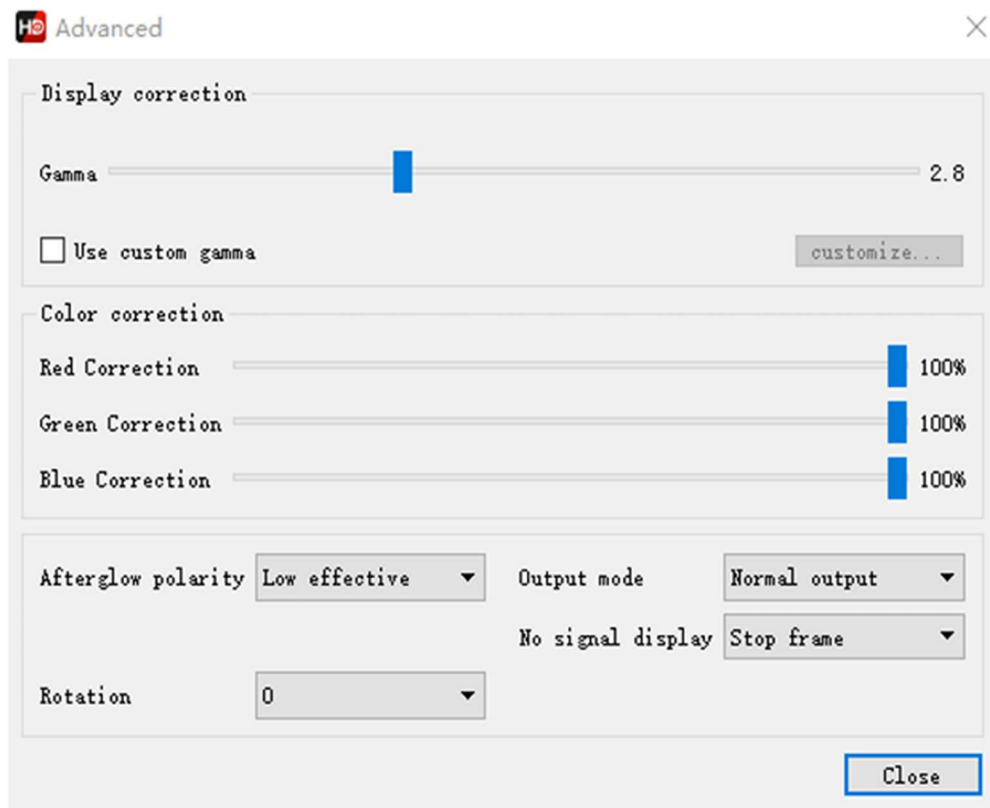 HD Advanced
Display correction
Gamma 2.8
Use custom gamma customize...
Color correction
Red Correction 100%
Green Correction 100%
Blue Correction 100%
Afterglow polarity Low effective Output mode Normal output
No signal display Stop frame
Rotation 0
Close